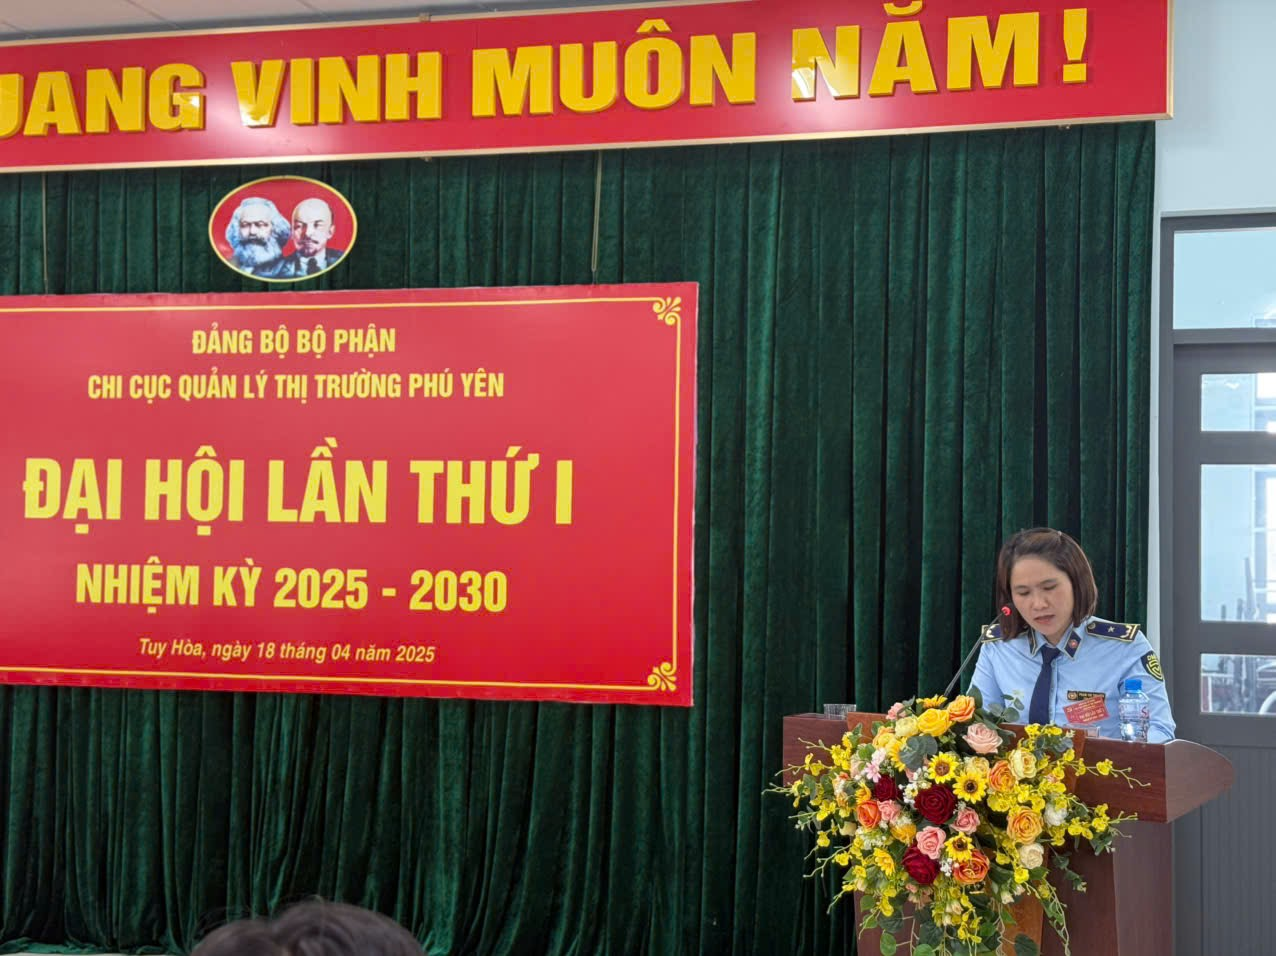 UANG VINH MUÔN NĂM!
ĐẢNG BỘ BỘ PHẬN
CHI CỤC QUẢN LÝ THỊ TRƯỜNG PHÚ YÊN
ĐẠI HỘI LẦN THỨ I
NHIỆM KỲ 2025 - 2030
Tuy Hòa, ngày 18 tháng 04 năm 2025